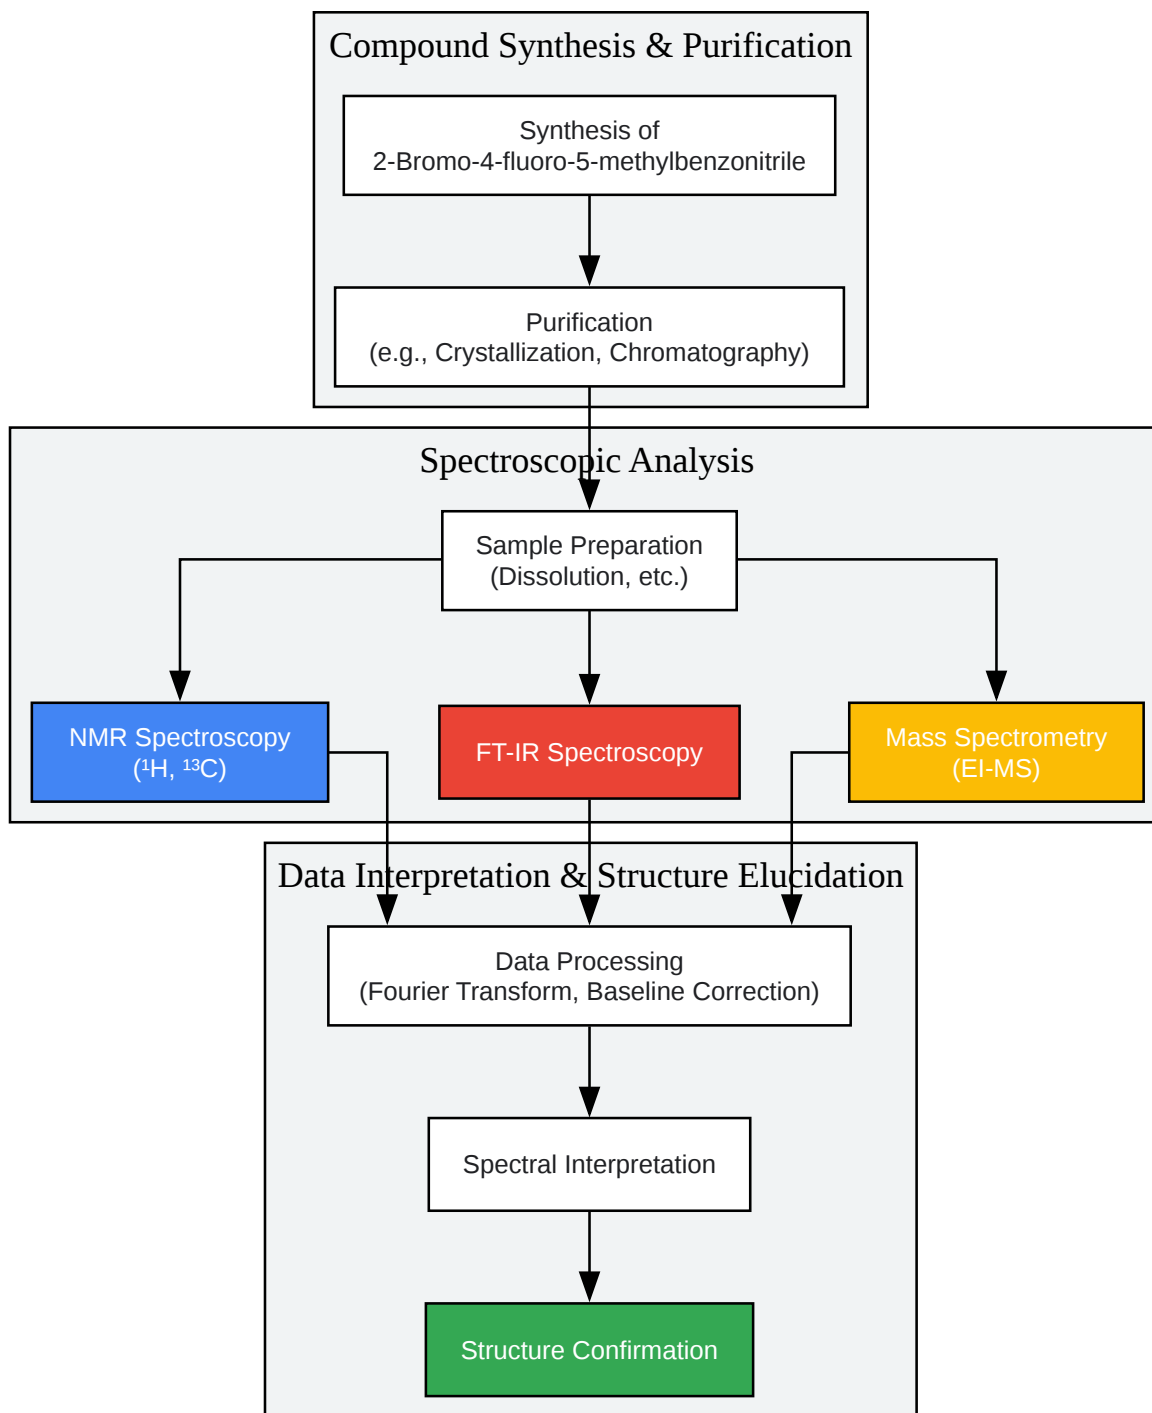 Compound Synthesis & Purification
Synthesis of
2-Bromo-4-fluoro-5-methylbenzonitrile
Purification
(e.g., Crystallization, Chromatography)
Spectroscopic Analysis
Sample Preparation
(Dissolution, etc.)
NMR Spectroscopy
(¹H, ¹³C)
FT-IR Spectroscopy
Mass Spectrometry
(EI-MS)
Data Interpretation & Structure Elucidation
Data Processing
(Fourier Transform, Baseline Correction)
Spectral Interpretation
Structure Confirmation